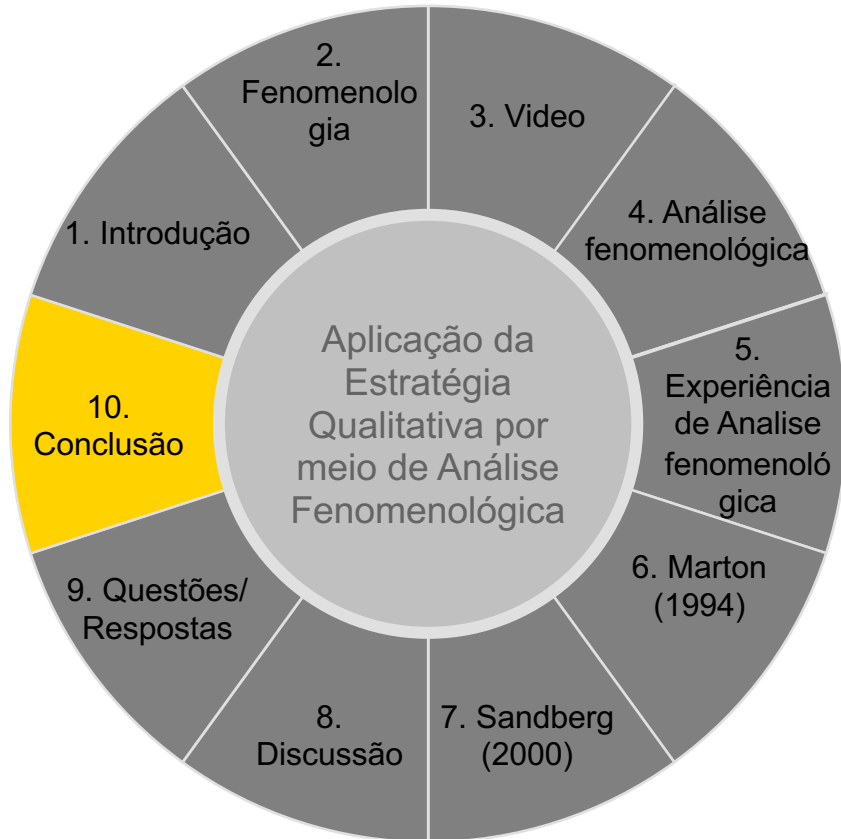 1. Introdução
2.
Fenomenolo
gia
3. Video
4. Análise
fenomenológica
5.
Experiência
de Analise
fenomenoló
gica
6. Marton
(1994)
7. Sandberg
(2000)
8.
Discussão
9. Questões/
Respostas
10.
Conclusão
Aplicação da
Estratégia
Qualitativa por
meio de Análise
Fenomenológica